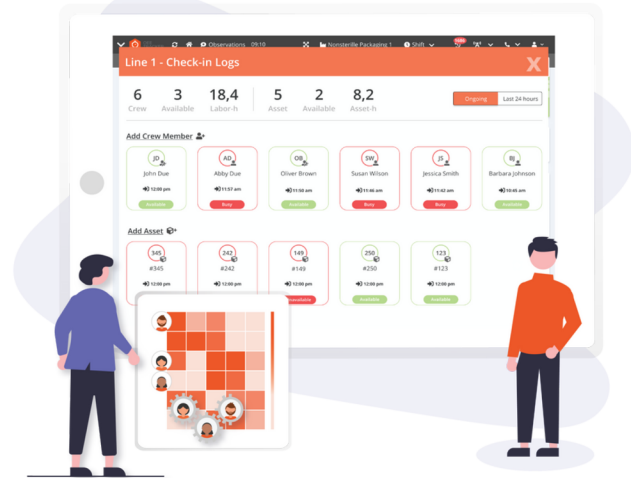 Observations 09:10 Nonsterille Packaging 1 Shift
Line 1 - Check-in Logs X
6 3 18,4 5 2 8,2
Crew Available Labor-h Asset Available Asset-h
Ongoing Last 24 hours
Add Crew Member
JD AD OB SW JS BJ
John Due Abby Due Oliver Brown Susan Wilson Jessica Smith Barbara Johnson
12:00 pm 11:57 am 11:50 am 11:46 am 11:42 am 10:45 am
Available Busy Available Busy Busy Available
Add Asset
345 242 149 250 123
#345 #242 #149 #250 #123
12:00 pm 12:00 pm 12:00 pm 12:00 pm 12:00 pm
Available Available